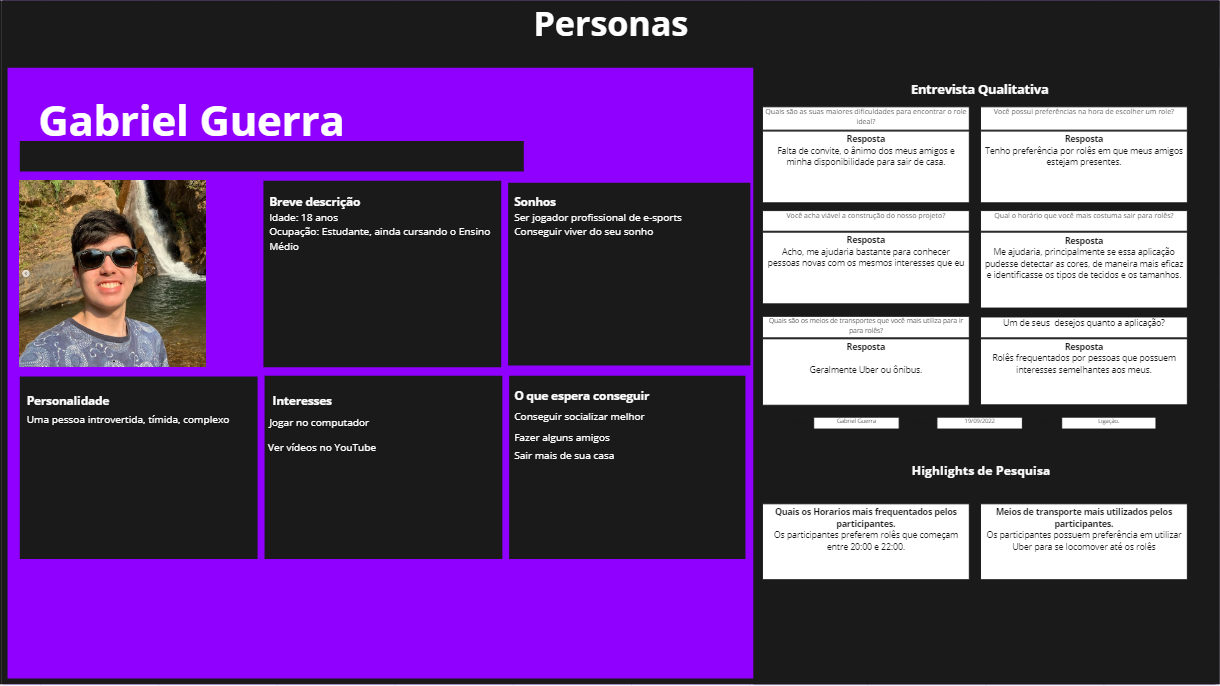 Personas
Gabriel Guerra
Breve descrição
Idade: 18 anos
Ocupação: Estudante, ainda cursando o Ensino
Médio
Sonhos
Ser jogador profissional de e-sports
Conseguir viver do seu sonho
Personalidade
Uma pessoa introvertida, tímida, complexo
Interesses
Jogar no computador
Ver vídeos no YouTube
O que espera conseguir
Conseguir socializar melhor
Fazer alguns amigos
Sair mais de sua casa
Entrevista Qualitativa
Quais são as suas maiores dificuldades para encontrar o role
ideal?
Resposta
Falta de convite, o ânimo dos meus amigos e
minha disponibilidade para sair de casa.
Você possui preferências na hora de escolher um role?
Resposta
Tenho preferência por rolês em que meus amigos
estejam presentes.
Você acha viável a construção do nosso projeto?
Resposta
Acho, me ajudaria bastante para conhecer
pessoas novas com os mesmos interesses que eu
Qual o horário que você mais costuma sair para rolês?
Resposta
Me ajudaria, principalmente se essa aplicação
pudesse detectar as cores, de maneira mais eficaz
e identificasse os tipos de tecidos e os tamanhos.
Quais são os meios de transportes que você mais utiliza para ir
para rolês?
Resposta
Geralmente Uber ou ônibus.
Um de seus  desejos quanto a aplicação?
Resposta
Rolês frequentados por pessoas que possuem
interesses semelhantes aos meus.
Gabriel Guerra
19/09/2022
Ligação
Highlights de Pesquisa
Quais os Horarios mais frequentados pelos
participantes.
Os participantes preferem rolês que começam
entre 20:00 e 22:00.
Meios de transporte mais utilizados pelos
participantes.
Os participantes possuem preferência em utilizar
Uber para se locomover até os rolês